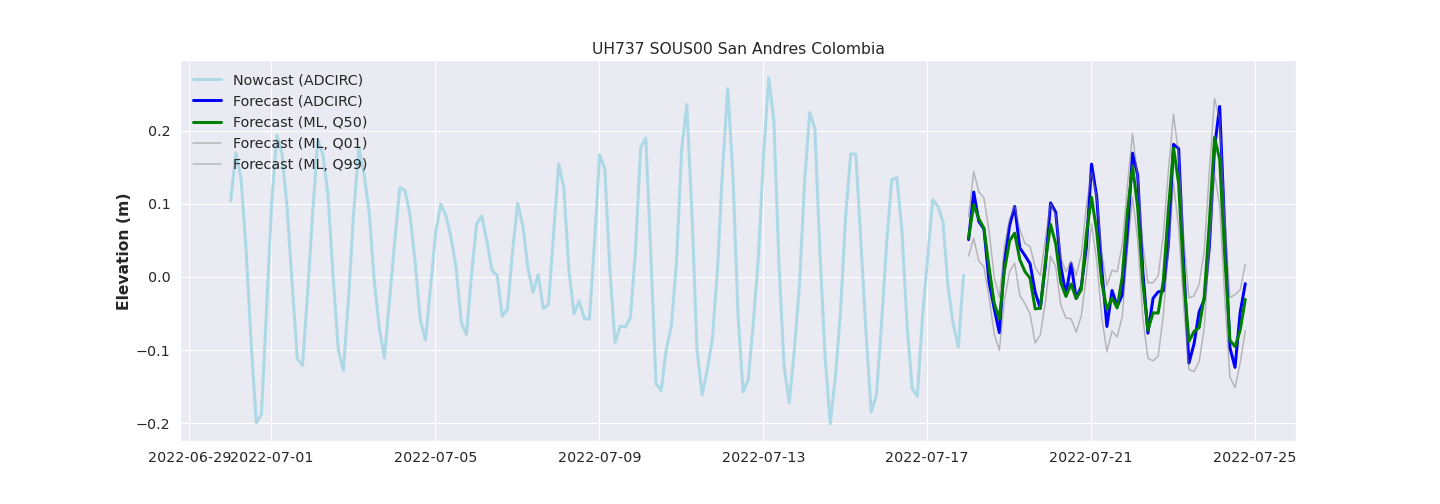 UH737 SOUS00 San Andres Colombia
Nowcast (ADCIRC)
Forecast (ADCIRC)
Forecast (ML, Q50)
Forecast (ML, Q01)
Forecast (ML, Q99)
Elevation (m)
0.2
0.1
0.0
−0.1
−0.2
2022-06-29 2022-07-01 2022-07-05 2022-07-09 2022-07-13 2022-07-17 2022-07-21 2022-07-25